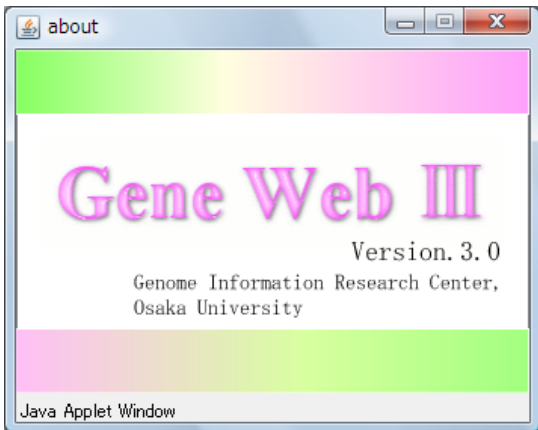 about
Gene Web Ⅲ
Version.3.0
Genome Information Research Center,
Osaka University
Java Applet Window